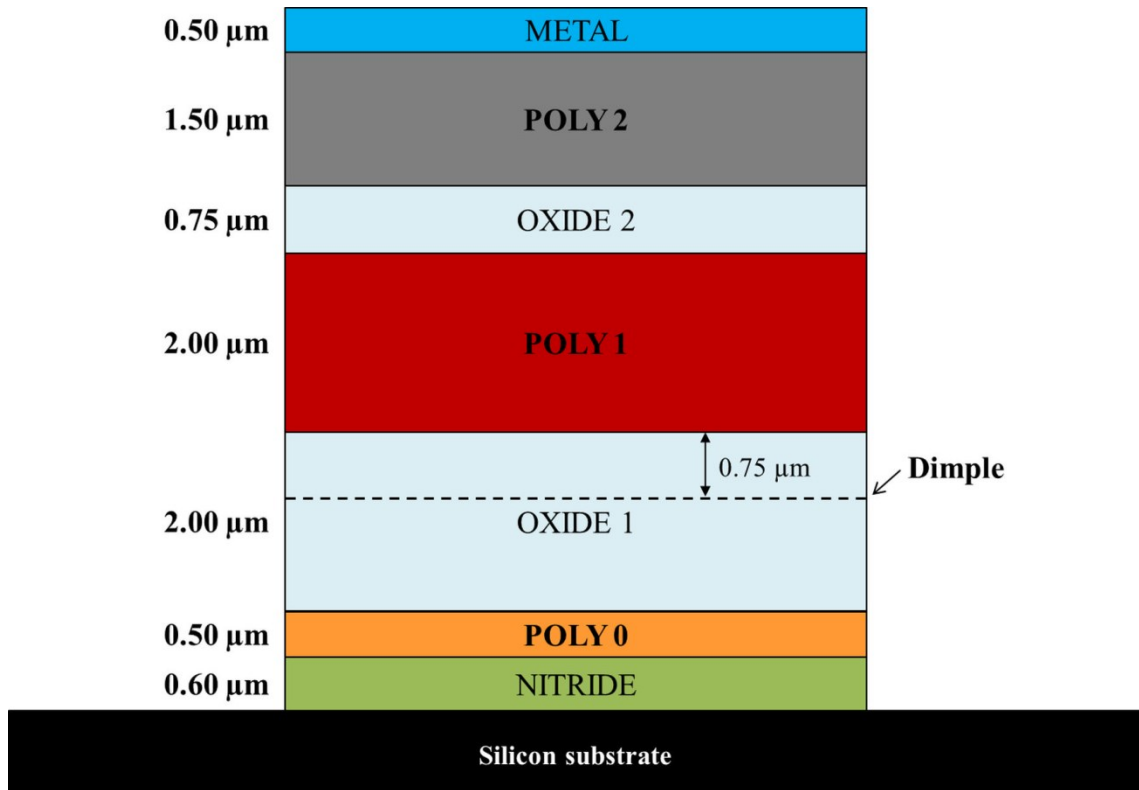 0.50 µm METAL
1.50 µm POLY 2
0.75 µm OXIDE 2
2.00 µm POLY 1
0.75 µm Dimple
2.00 µm OXIDE 1
0.50 µm POLY 0
0.60 µm NITRIDE
Silicon substrate